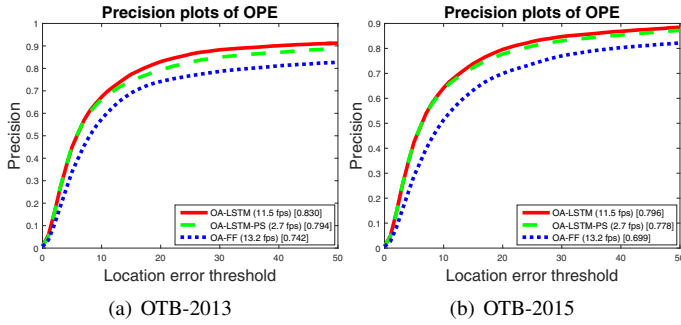 Precision plots of OPE
1
0.9
0.8
0.7
0.6
0.5
0.4
0.3
0.2
0.1
0
Precision
OA-LSTM (11.5 fps) [0.830]
OA-LSTM-PS (2.7 fps) [0.794]
OA-FF (13.2 fps) [0.742]
0 10 20 30 40 50
Location error threshold
(a) OTB-2013
Precision plots of OPE
0.9
0.8
0.7
0.6
0.5
0.4
0.3
0.2
0.1
0
Precision
OA-LSTM (11.5 fps) [0.796]
OA-LSTM-PS (2.7 fps) [0.778]
OA-FF (13.2 fps) [0.699]
0 10 20 30 40 50
Location error threshold
(b) OTB-2015